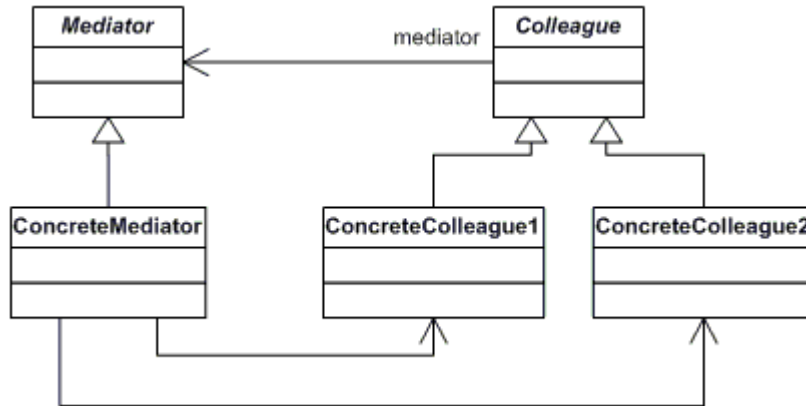 Mediator
Colleague
mediator
ConcreteMediator
ConcreteColleague1
ConcreteColleague2